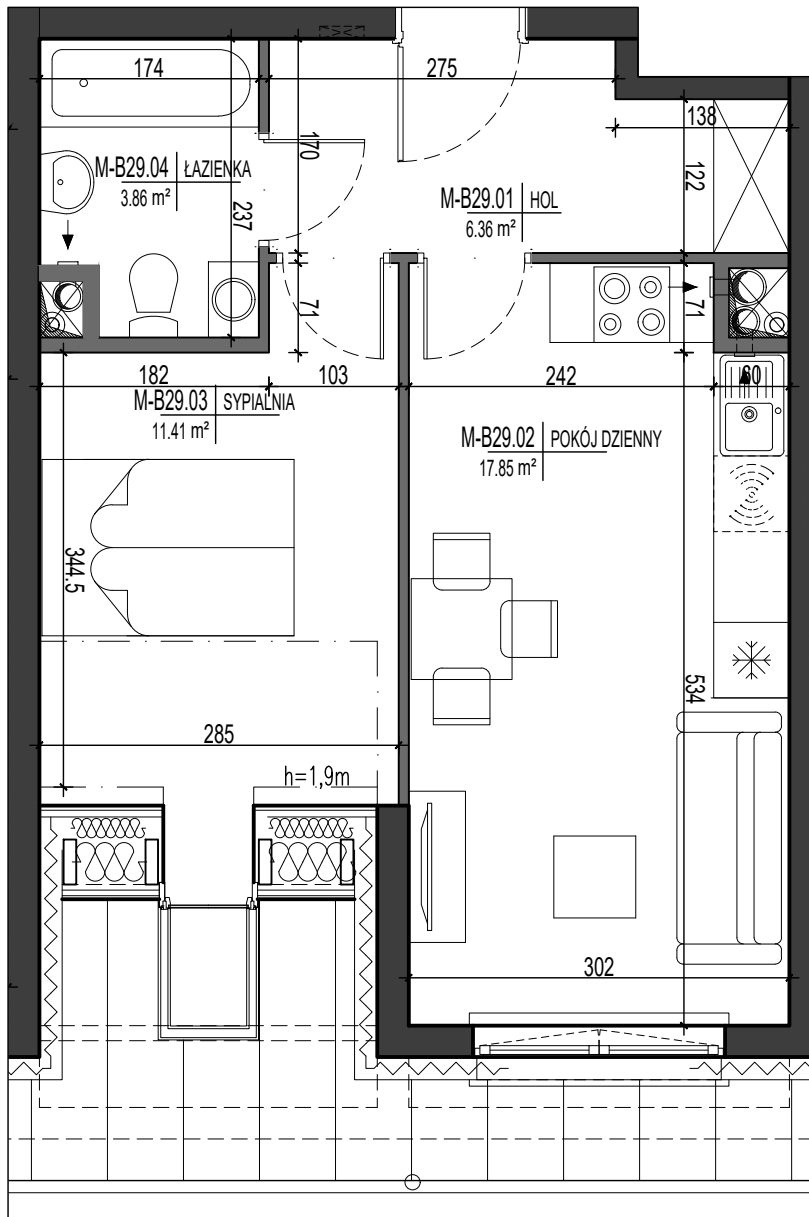 174
275
138
170
M-B29.04 ŁAZIENKA
3.86 m²
122
M-B29.01 HOL
6.36 m²
237
71
71
182
103
242
60
M-B29.03 SYPIALNIA
11.41 m²
M-B29.02 POKÓJ DZIENNY
17.85 m²
344.5
534
285
h=1,9m
302